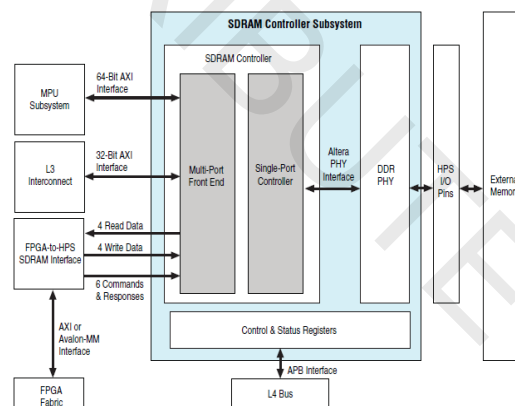 SDRAM Controller Subsystem
SDRAM Controller
64-Bit AXI
Interface
MPU
Subsystem
32-Bit AXI
Interface
L3
Interconnect
Multi-Port
Front End
Single-Port
Controller
Altera
PHY
Interface
DDR
PHY
HPS
I/O
Pins
Externa
Memor
4 Read Data
FPGA-to-HPS
SDRAM Interface
4 Write Data
6 Commands
& Responses
Control & Status Registers
AXI or
Avalon-MM
Interface
APB Interface
FPGA
Fabric
L4 Bus